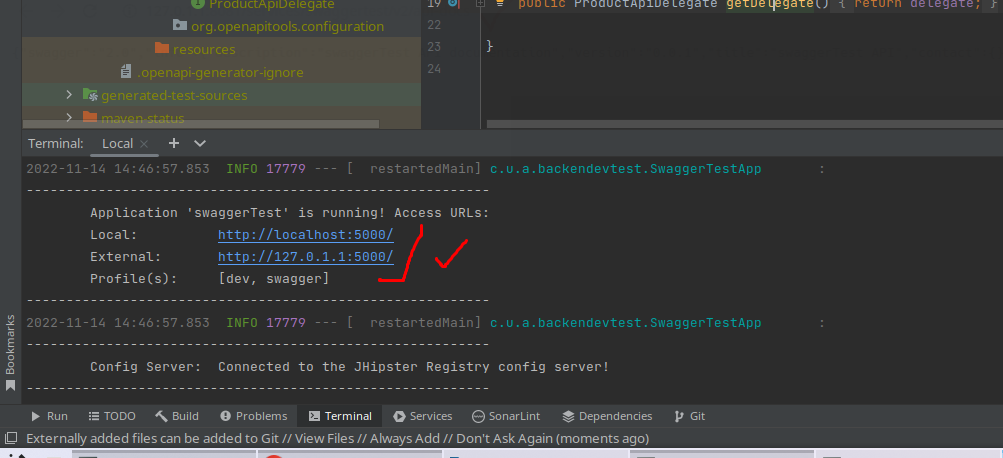 ProductApiDelegate
org.openapitools.configuration
resources
.openapi-generator-ignore
generated-test-sources
maven-status
19 public ProductApiDelegate getDelegate() { return delegate; }
22
23 }
24
Terminal: Local × + 
2022-11-14 14:46:57.853  INFO 17779 --- [  restartedMain] c.u.a.backendevtest.SwaggerTestApp       :
----------------------------------------------------------
Application 'swaggerTest' is running! Access URLs:
Local:          http://localhost:5000/
External:       http://127.0.1.1:5000/
Profile(s):     [dev, swagger]
----------------------------------------------------------
2022-11-14 14:46:57.853  INFO 17779 --- [  restartedMain] c.u.a.backendevtest.SwaggerTestApp       :
----------------------------------------------------------
Config Server:  Connected to the JHipster Registry config server!
----------------------------------------------------------
Bookmarks
Run TODO Build Problems Terminal Services SonarLint Dependencies Git
Externally added files can be added to Git // View Files // Always Add // Don't Ask Again (moments ago)